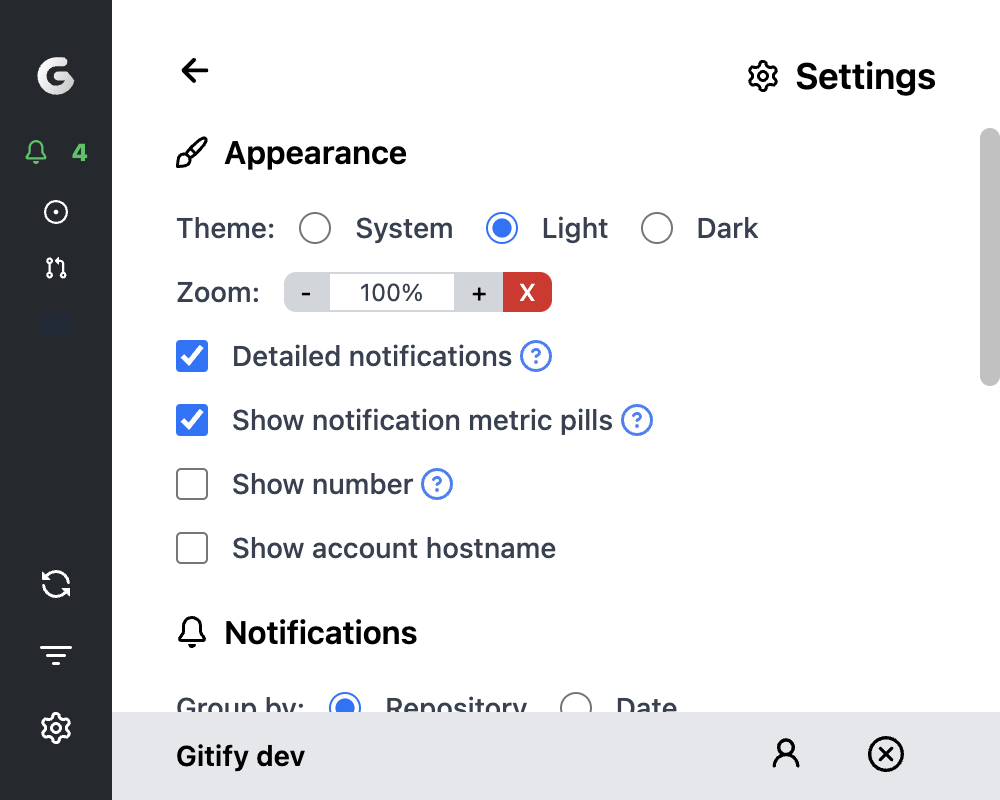 Settings
4
Appearance
Theme: System Light Dark
Zoom: - 100% + X
Detailed notifications ?
Show notification metric pills ?
Show number ?
Show account hostname
Notifications
Group by: Repository Date
Gitify dev